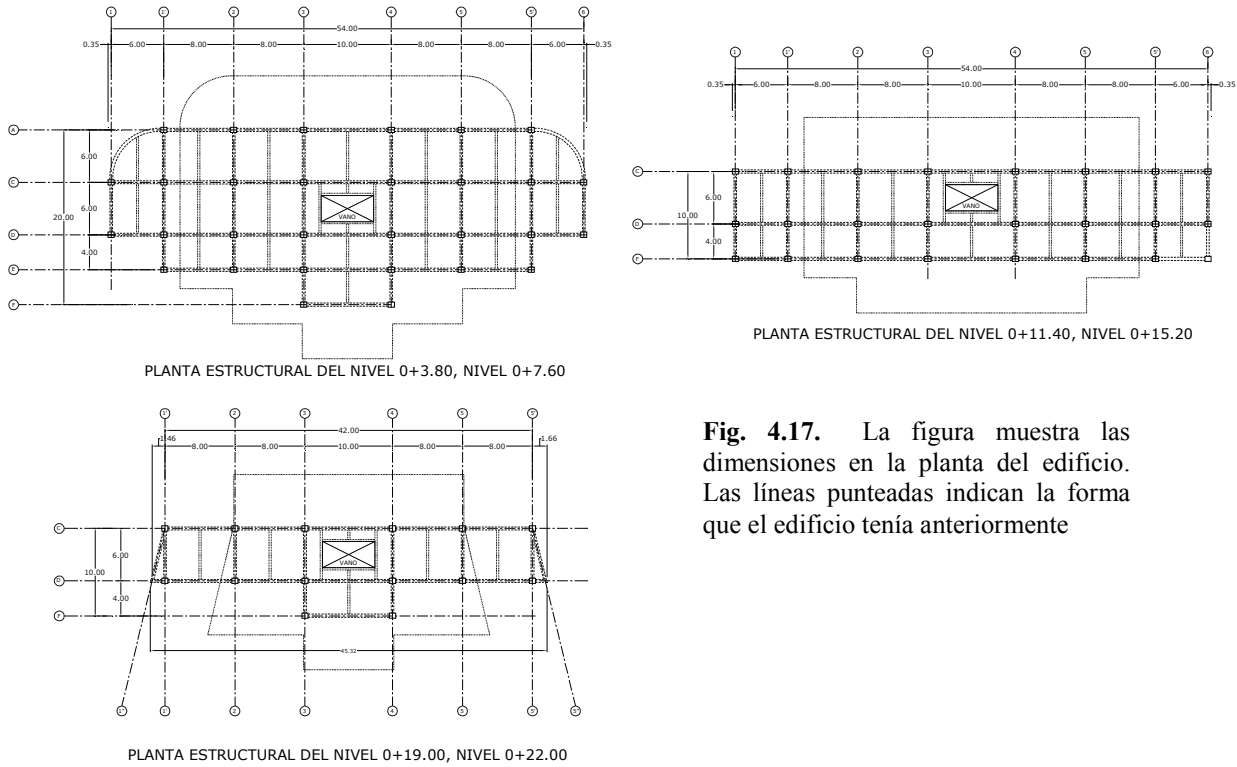 1 1' 2 3 4 5 5' 6
54.00
0.35 6.00 8.00 8.00 10.00 8.00 8.00 6.00 0.35
A
6.00
C
20.00
6.00
VANO
D
4.00
E
F
PLANTA ESTRUCTURAL DEL NIVEL 0+3.80, NIVEL 0+7.60
1 1' 2 3 4 5 5' 6
54.00
0.35 6.00 8.00 8.00 10.00 8.00 8.00 6.00 0.35
C
6.00
VANO
10.00
D
4.00
PLANTA ESTRUCTURAL DEL NIVEL 0+11.40, NIVEL 0+15.20
1' 2 3 4 5 5'
42.00
1.46 8.00 8.00 10.00 8.00 8.00 1.66
C
6.00
VANO
10.00
D
4.00
F
45.32
1" 1' 2 3 4 5 5' 5"
PLANTA ESTRUCTURAL DEL NIVEL 0+19.00, NIVEL 0+22.00
Fig. 4.17. La figura muestra las
dimensiones en la planta del edificio.
Las líneas punteadas indican la forma
que el edificio tenía anteriormente